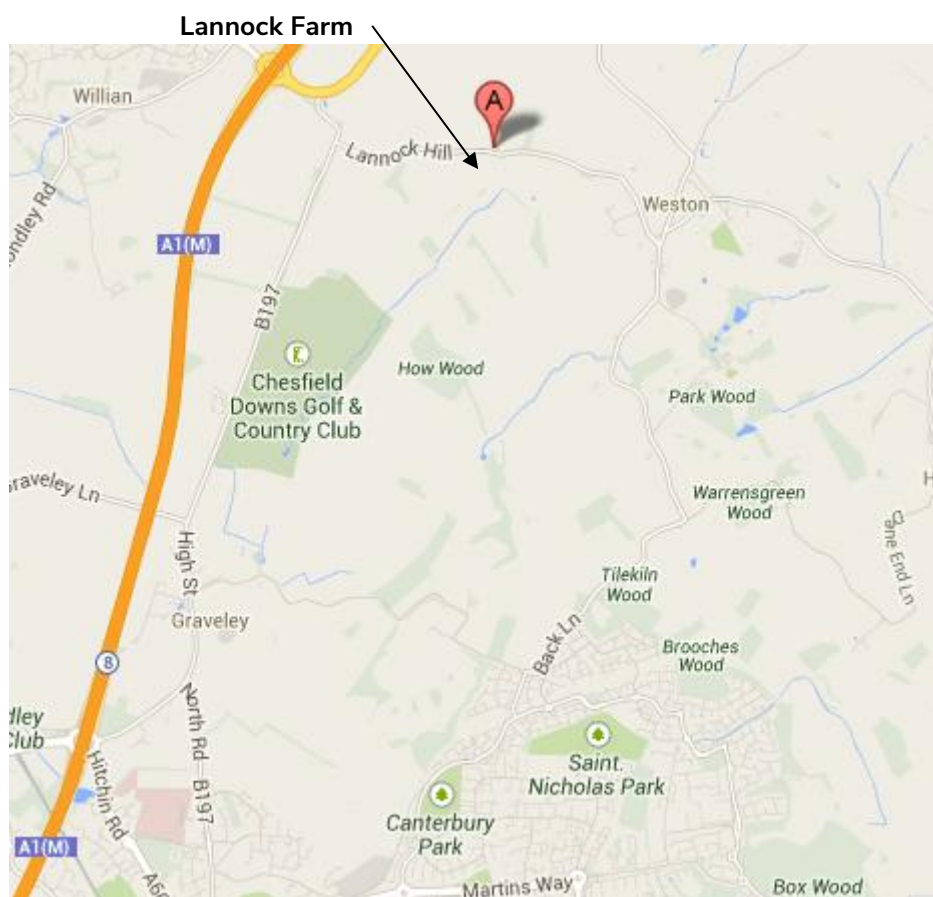 Lannock Farm
Willian
A
Lannock Hill
Weston
A1(M)
B197
How Wood
Chesfield
Downs Golf &
Country Club
Park Wood
Graveley Ln
Warrensgreen
Wood
High St
Tilekiln
Wood
Graveley
Back Ln
Brooches
Wood
8
North Rd
B197
Hitchin Rd
Saint.
Nicholas Park
Canterbury
Park
A1(M)
Martins Way
Box Wood